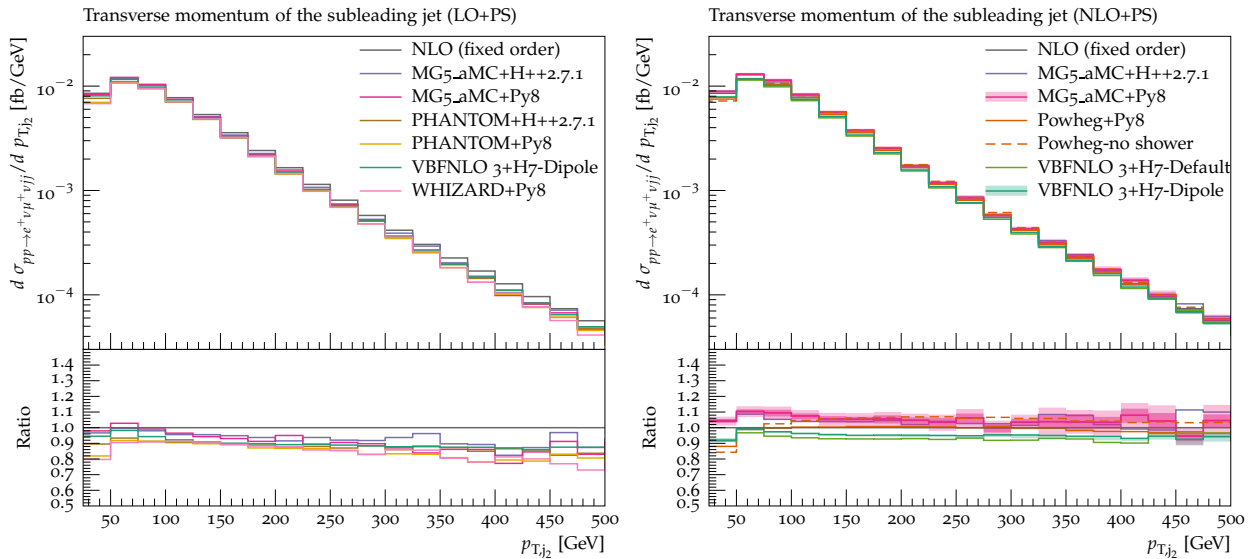 Transverse momentum of the subleading jet (LO+PS)
NLO (fixed order)
MG5_aMC+H++2.7.1
MG5_aMC+Py8
PHANTOM+H++2.7.1
PHANTOM+Py8
VBFNLO 3+H7-Dipole
WHIZARD+Py8
d σ_{pp→e⁺νμ⁺νjj}/d p_{T,j₂} [fb/GeV]
10⁻²
10⁻³
10⁻⁴
Ratio
1.4
1.3
1.2
1.1
1.0
0.9
0.8
0.7
0.6
0.5
50 100 150 200 250 300 350 400 450 500
p_{T,j₂} [GeV]
Transverse momentum of the subleading jet (NLO+PS)
NLO (fixed order)
MG5_aMC+H++2.7.1
MG5_aMC+Py8
Powheg+Py8
Powheg-no shower
VBFNLO 3+H7-Default
VBFNLO 3+H7-Dipole
d σ_{pp→e⁺νμ⁺νjj}/d p_{T,j₂} [fb/GeV]
10⁻²
10⁻³
10⁻⁴
Ratio
1.4
1.3
1.2
1.1
1.0
0.9
0.8
0.7
0.6
0.5
50 100 150 200 250 300 350 400 450 500
p_{T,j₂} [GeV]